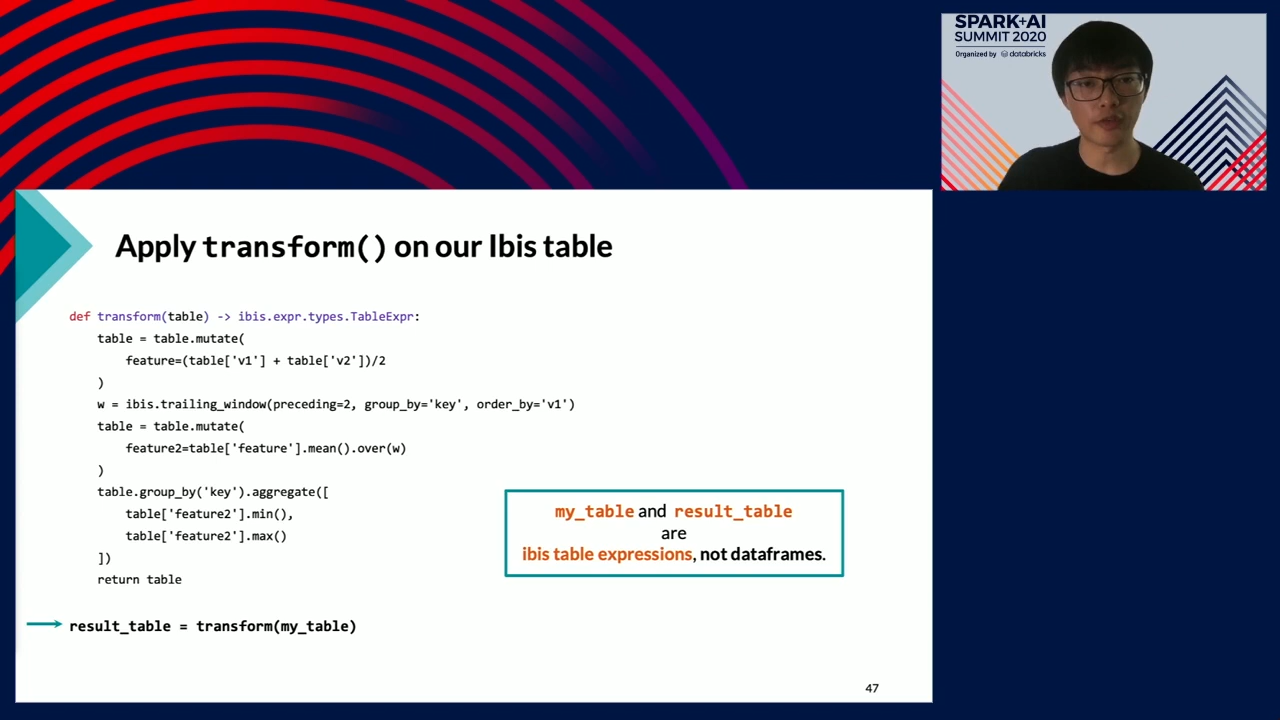 SPARK+AI
SUMMIT 2020
Organized by databricks
Apply transform() on our Ibis table
def transform(table) -> ibis.expr.types.TableExpr:
    table = table.mutate(
        feature=(table['v1'] + table['v2'])/2
    )
    w = ibis.trailing_window(preceding=2, group_by='key', order_by='v1')
    table = table.mutate(
        feature2=table['feature'].mean().over(w)
    )
    table.group_by('key').aggregate([
        table['feature2'].min(),
        table['feature2'].max()
    ])
    return table
my_table and result_table
are
ibis table expressions, not dataframes.
result_table = transform(my_table)
47